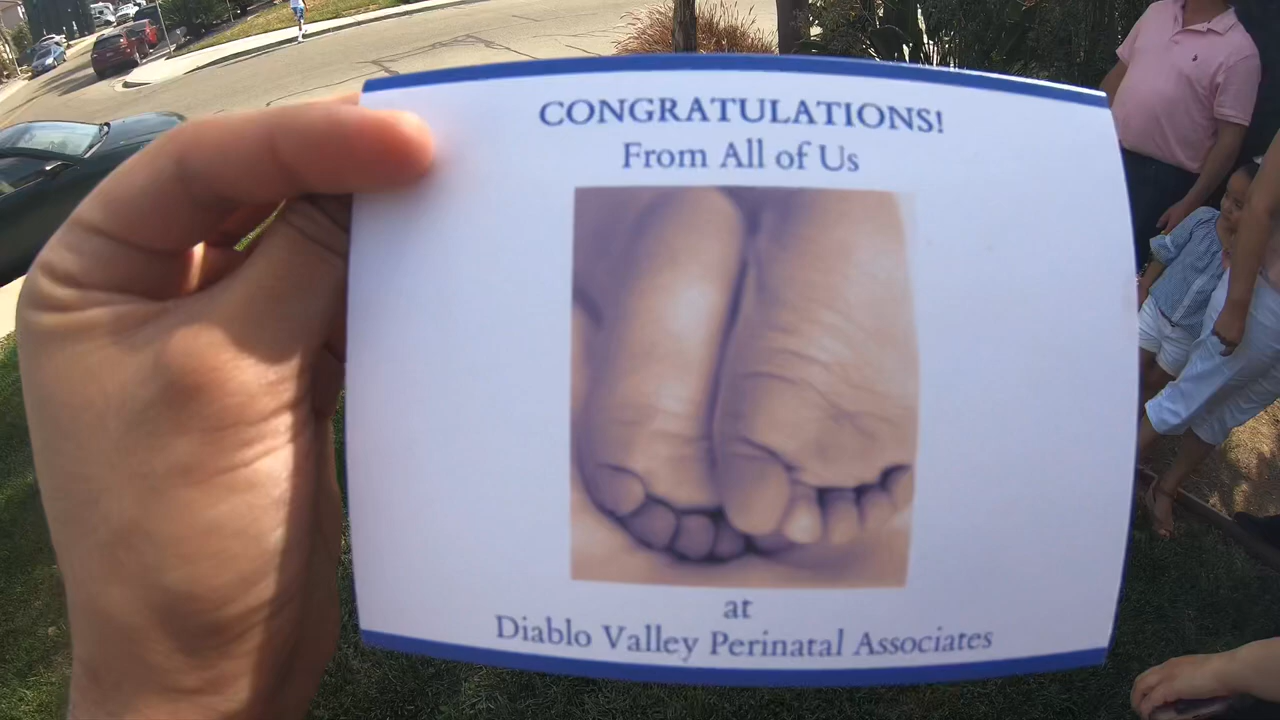 CONGRATULATIONS!
From All of Us
at
Diablo Valley Perinatal Associates